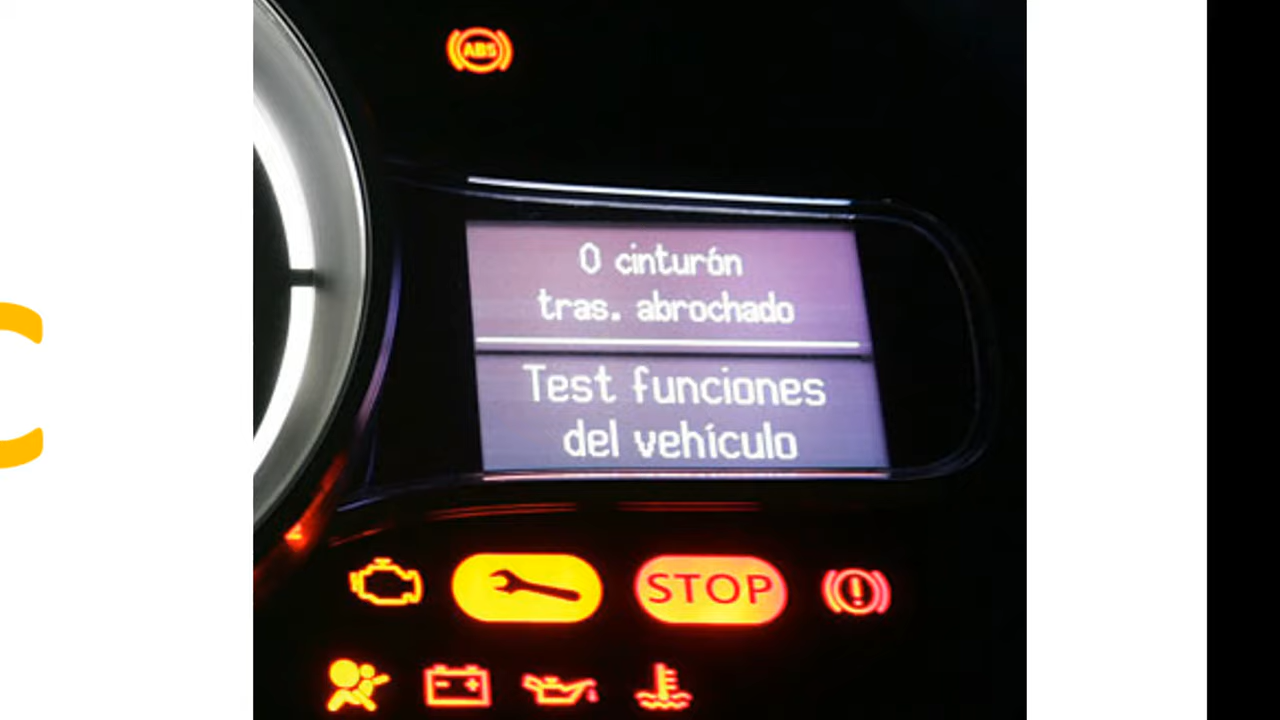 ABS
0 cinturón
tras. abrochado
Test funciones
del vehículo
STOP